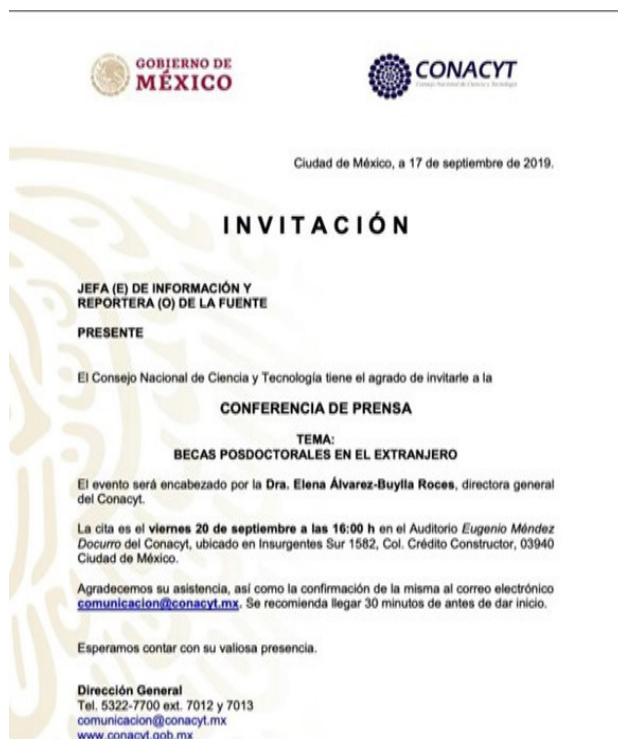 GOBIERNO DE
MÉXICO
CONACYT
Consejo Nacional de Ciencia y Tecnología
Ciudad de México, a 17 de septiembre de 2019.
INVITACIÓN
JEFA (E) DE INFORMACIÓN Y
REPORTERA (O) DE LA FUENTE
PRESENTE
El Consejo Nacional de Ciencia y Tecnología tiene el agrado de invitarle a la
CONFERENCIA DE PRENSA
TEMA:
BECAS POSDOCTORALES EN EL EXTRANJERO
El evento será encabezado por la Dra. Elena Álvarez-Buylla Roces, directora general
del Conacyt.
La cita es el viernes 20 de septiembre a las 16:00 h en el Auditorio Eugenio Méndez
Docurro del Conacyt, ubicado en Insurgentes Sur 1582, Col. Crédito Constructor, 03940
Ciudad de México.
Agradecemos su asistencia, así como la confirmación de la misma al correo electrónico
comunicacion@conacyt.mx. Se recomienda llegar 30 minutos de antes de dar inicio.
Esperamos contar con su valiosa presencia.
Dirección General
Tel. 5322-7700 ext. 7012 y 7013
comunicacion@conacyt.mx
www.conacyt.gob.mx